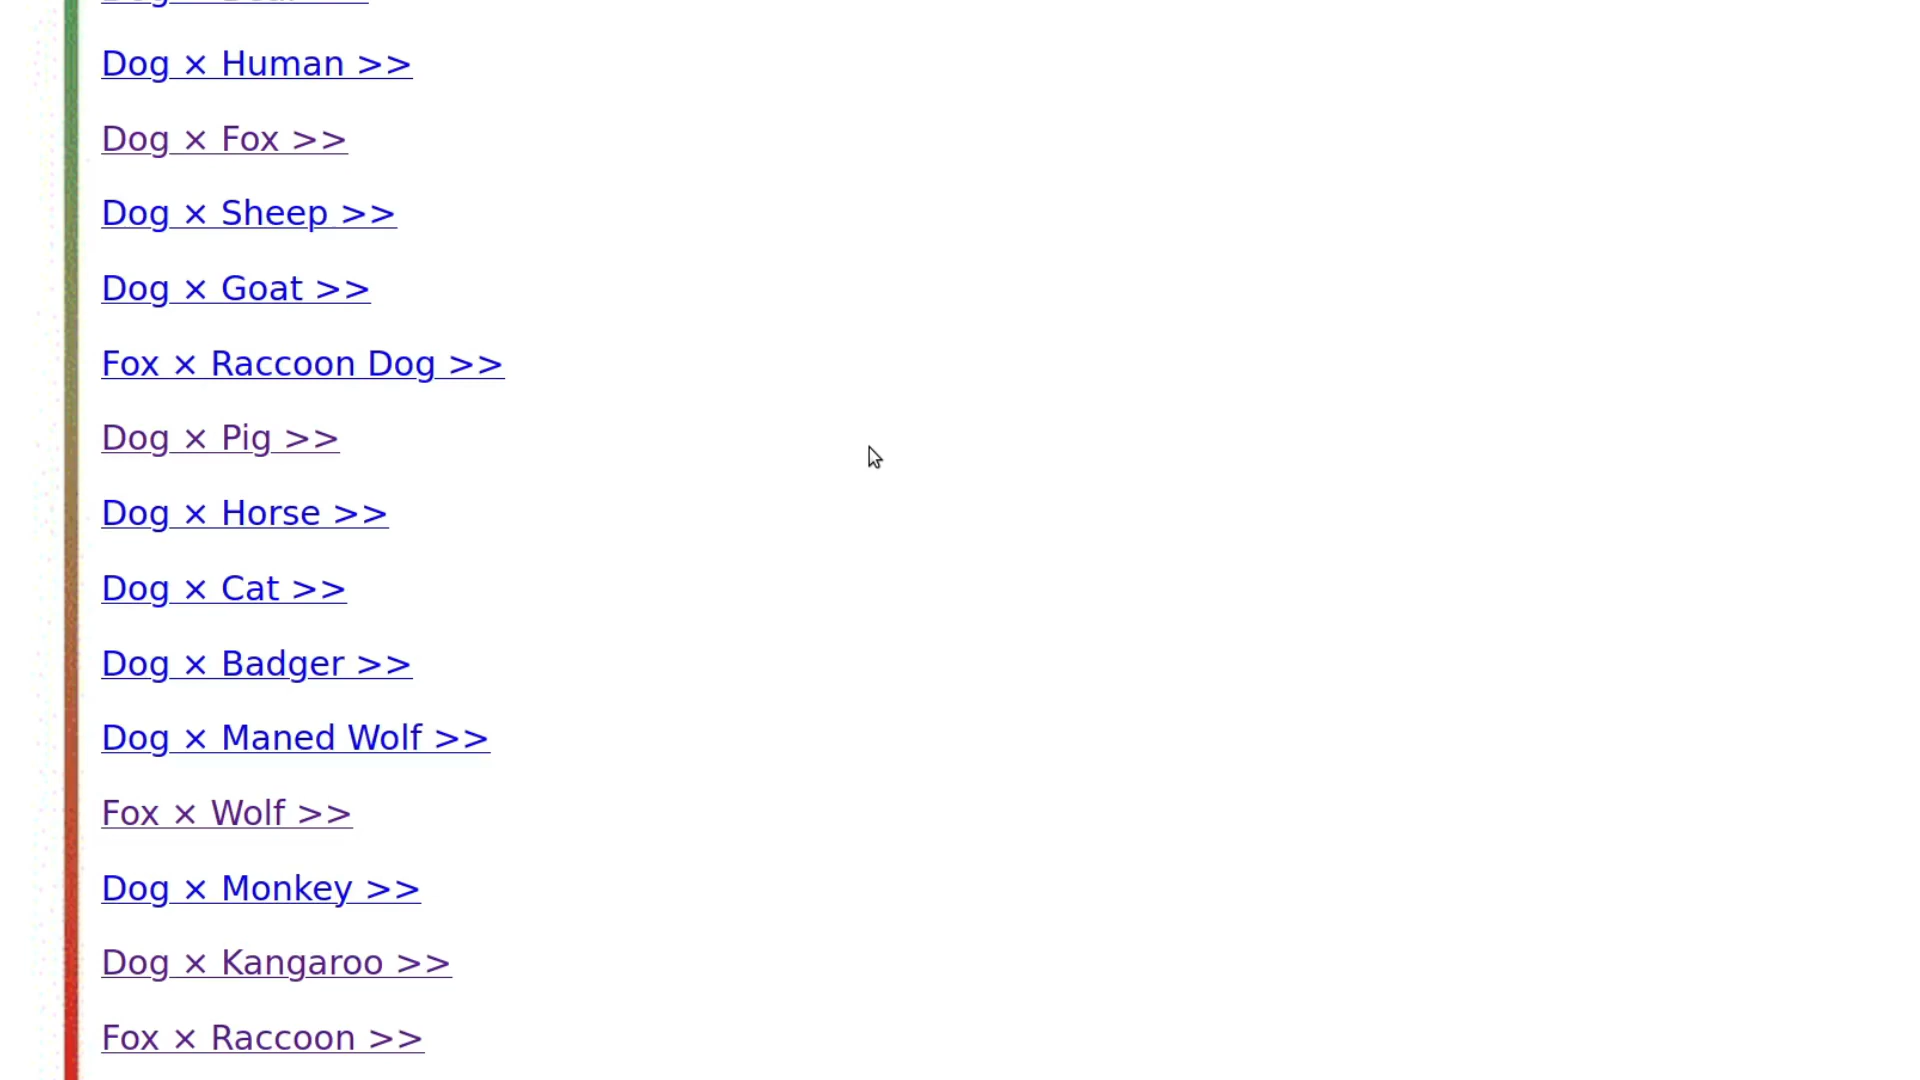 Dog × Human >>
Dog × Fox >>
Dog × Sheep >>
Dog × Goat >>
Fox × Raccoon Dog >>
Dog × Pig >>
Dog × Horse >>
Dog × Cat >>
Dog × Badger >>
Dog × Maned Wolf >>
Fox × Wolf >>
Dog × Monkey >>
Dog × Kangaroo >>
Fox × Raccoon >>